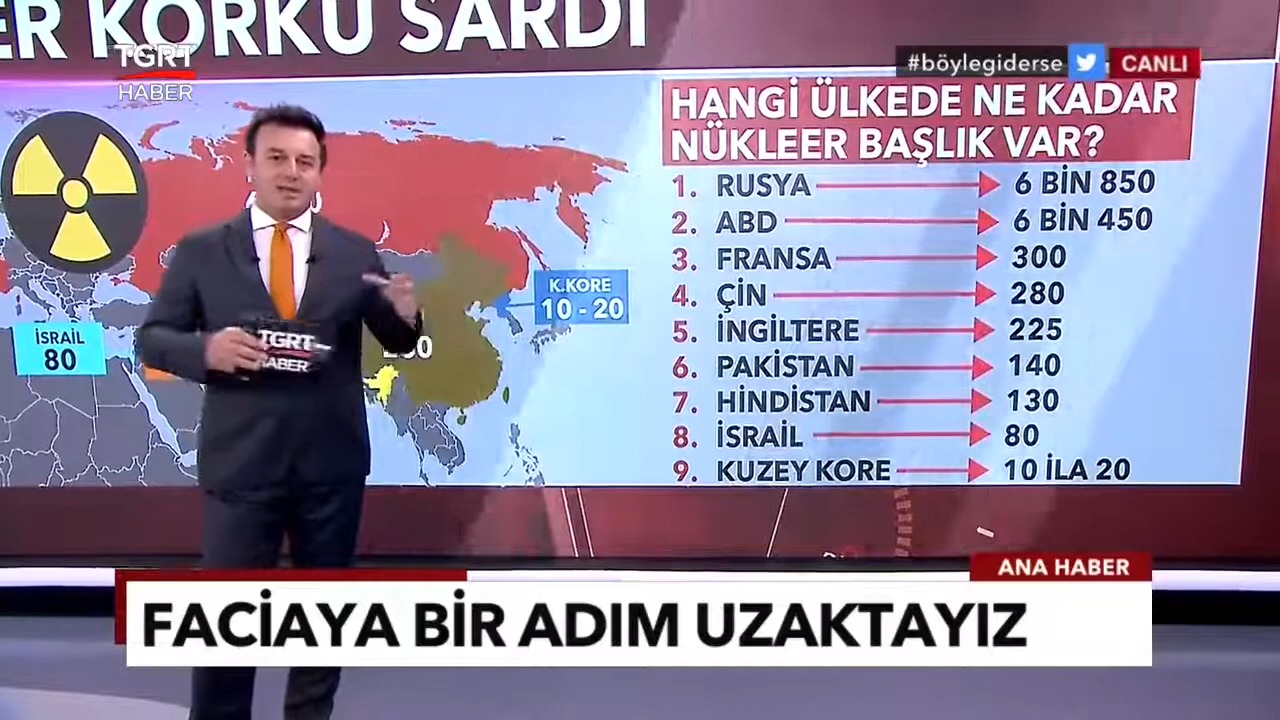 KORKU SARDI
TGRT
HABER
#böylegiderse
CANLI
HANGİ ÜLKEDE NE KADAR
NÜKLEER BAŞLIK VAR?
1. RUSYA 6 BİN 850
2. ABD 6 BİN 450
3. FRANSA 300
4. ÇİN 280
5. İNGİLTERE 225
6. PAKİSTAN 140
7. HİNDİSTAN 130
8. İSRAİL 80
9. KUZEY KORE 10 İLA 20
K.KORE
10 - 20
İSRAİL
80
TGRT
HABER
ANA HABER
FACİAYA BİR ADIM UZAKTAYIZ